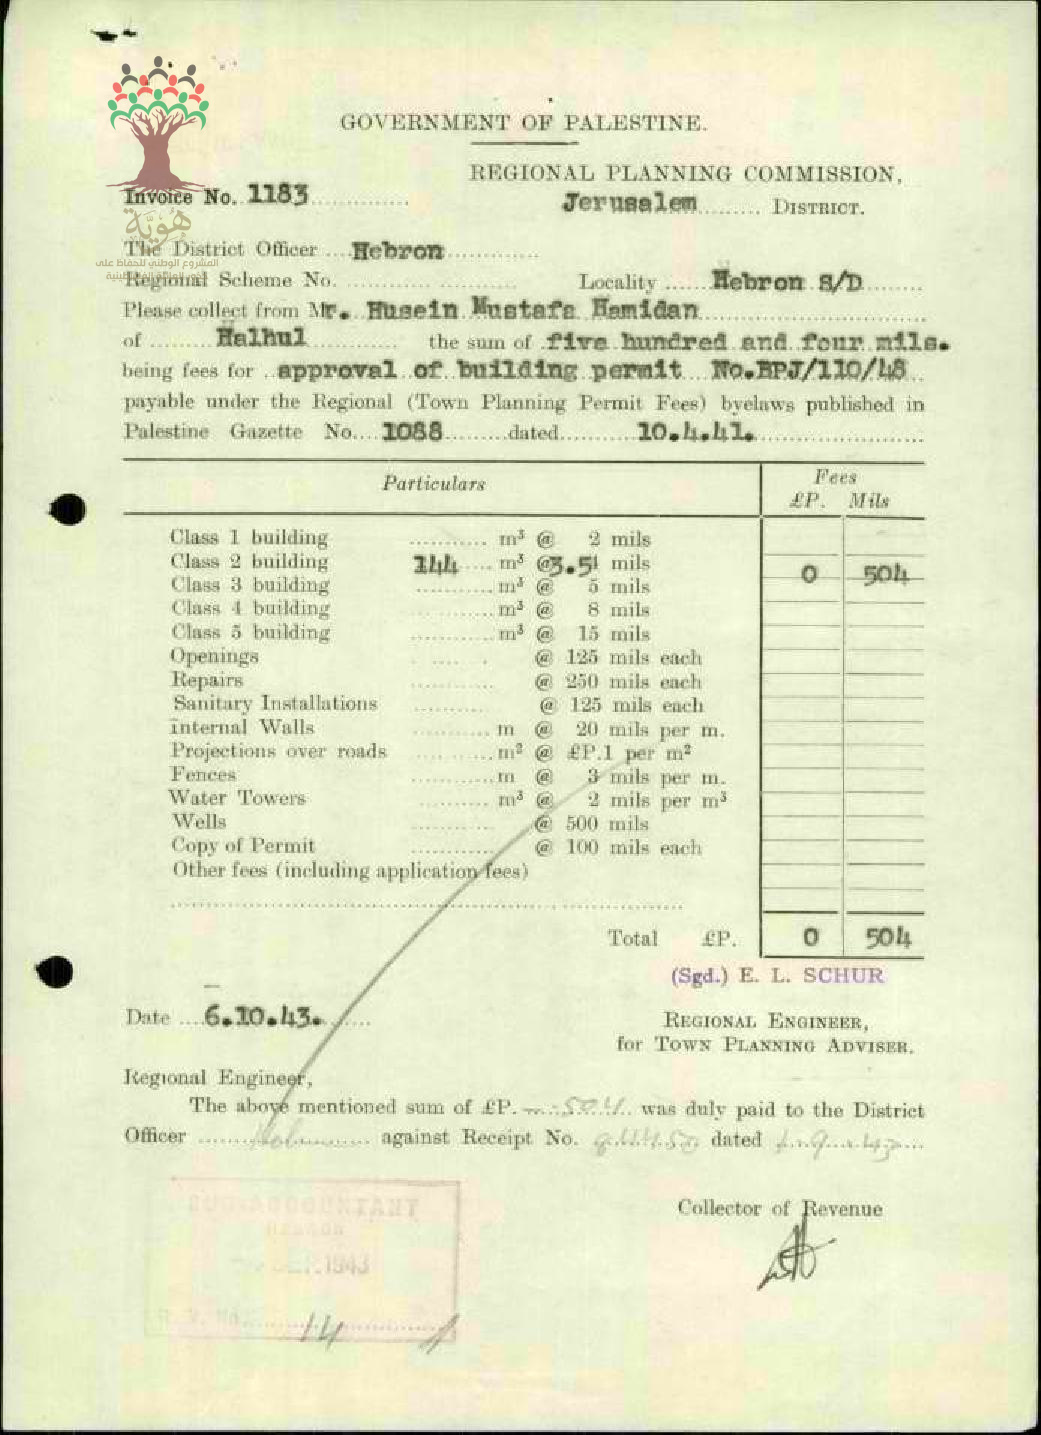 GOVERNMENT OF PALESTINE.
REGIONAL PLANNING COMMISSION,
Invoice No. 1183
Jerusalem DISTRICT.
هُوِيَّة
المشروع الوطني للحفاظ على
The District Officer Hebron
Regional Scheme No. Locality Hebron S/D
Please collect from Mr. Husein Mustafa Hamidan
of Halhul the sum of five hundred and four mils.
being fees for approval of building permit No.BPJ/110/48
payable under the Regional (Town Planning Permit Fees) byelaws published in
Palestine Gazette No. 1088 dated 10.4.41.
Particulars Fees
£P. Mils
Class 1 building m³ @ 2 mils
Class 2 building 144 m³ @ 3.5 mils 0 504
Class 3 building m³ @ 5 mils
Class 4 building m³ @ 8 mils
Class 5 building m³ @ 15 mils
Openings @ 125 mils each
Repairs @ 250 mils each
Sanitary Installations @ 125 mils each
Internal Walls m @ 20 mils per m.
Projections over roads m² @ £P.1 per m²
Fences m @ 3 mils per m.
Water Towers m³ @ 2 mils per m³
Wells @ 500 mils
Copy of Permit @ 100 mils each
Other fees (including application fees)
Total £P. 0 504
(Sgd.) E. L. SCHUR
Date 6.10.43.
REGIONAL ENGINEER,
for TOWN PLANNING ADVISER.
Regional Engineer,
The above mentioned sum of £P. 504 was duly paid to the District
Officer against Receipt No. dated
Collector of Revenue
HEBRON
1943
14